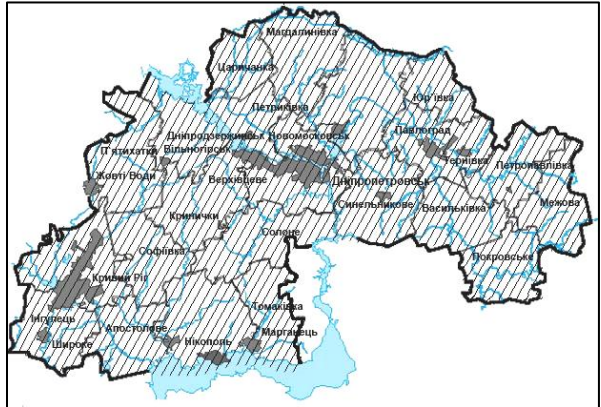 Магдалинівка
Царичанка
Юр'ївка
Петриківка
Дніпродзержинськ Новомосковськ
Павлоград
П'ятихатки
Вільногірськ
Тернівка
Петропавлівка
Жовті Води
Верхівцеве
Дніпропетровськ
Синельникове
Васильківка
Межова
Кринички
Солоне
Софіївка
Покровське
Кривий Ріг
Томаківка
Інгулець
Апостолове
Марганець
Широке
Нікополь